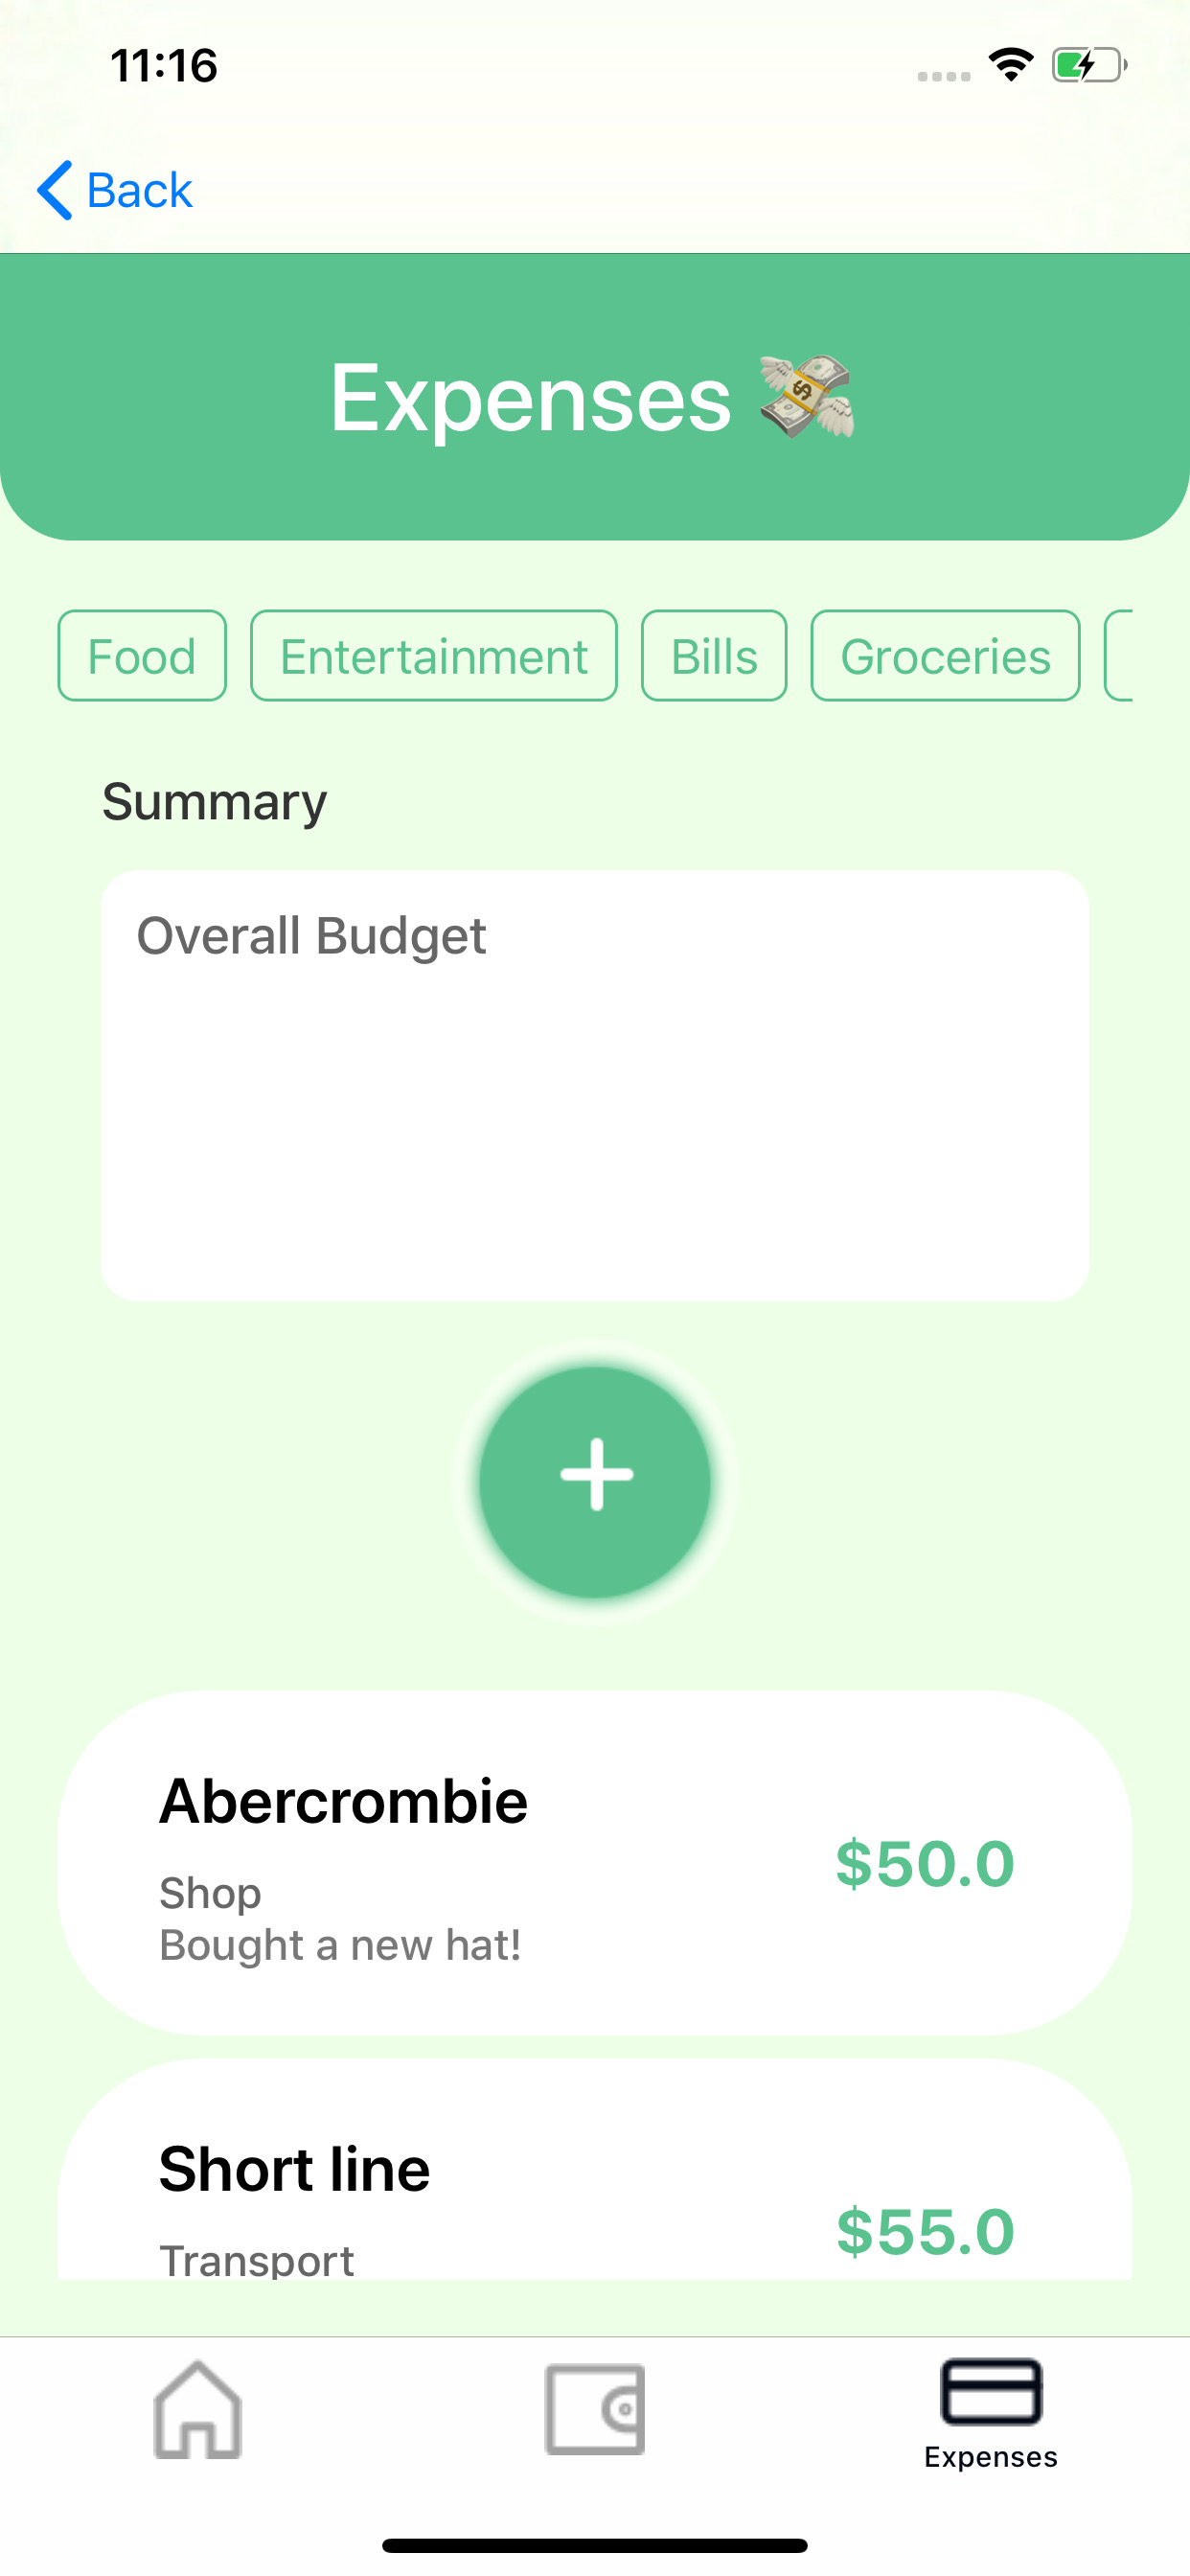 11:16
Back
Expenses 💸
Food Entertainment Bills Groceries
Summary
Overall Budget
+
Abercrombie
$50.0
Shop
Bought a new hat!
Short line
$55.0
Transport
Expenses